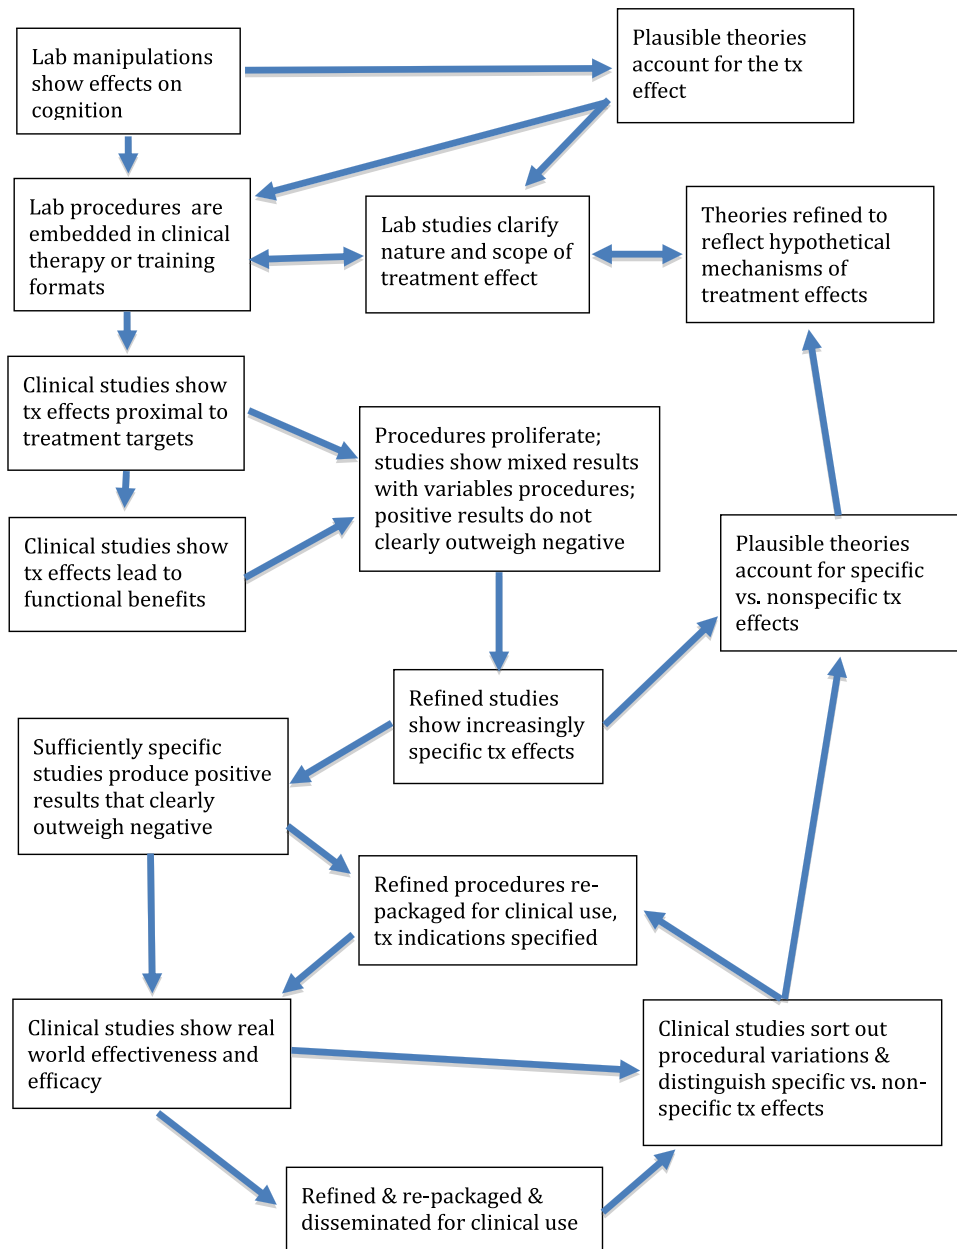 Lab manipulations
show effects on
cognition
Plausible theories
account for the tx
effect
Lab procedures are
embedded in clinical
therapy or training
formats
Lab studies clarify
nature and scope of
treatment effect
Theories refined to
reflect hypothetical
mechanisms of
treatment effects
Clinical studies show
tx effects proximal to
treatment targets
Procedures proliferate;
studies show mixed results
with variables procedures;
positive results do not
clearly outweigh negative
Clinical studies show
tx effects lead to
functional benefits
Plausible theories
account for specific
vs. nonspecific tx
effects
Refined studies
show increasingly
specific tx effects
Sufficiently specific
studies produce positive
results that clearly
outweigh negative
Refined procedures re-
packaged for clinical use,
tx indications specified
Clinical studies show real
world effectiveness and
efficacy
Clinical studies sort out
procedural variations &
distinguish specific vs. non-
specific tx effects
Refined & re-packaged &
disseminated for clinical use